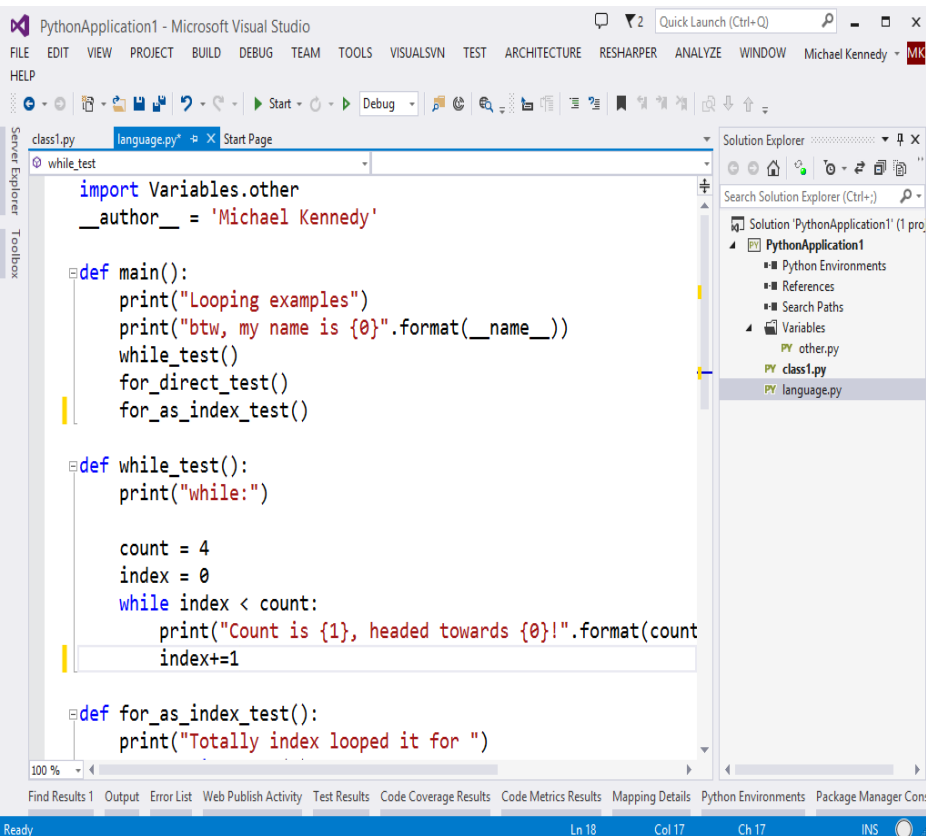 PythonApplication1 - Microsoft Visual Studio
2
Quick Launch (Ctrl+Q)
FILE EDIT VIEW PROJECT BUILD DEBUG TEAM TOOLS VISUALSVN TEST ARCHITECTURE RESHARPER ANALYZE WINDOW Michael Kennedy MK
HELP
Start Debug
Server Explorer
Toolbox
class1.py language.py* Start Page
while_test
import Variables.other
__author__ = 'Michael Kennedy'
def main():
print("Looping examples")
print("btw, my name is {0}".format(__name__))
while_test()
for_direct_test()
for_as_index_test()
def while_test():
print("while:")
count = 4
index = 0
while index < count:
print("Count is {1}, headed towards {0}!".format(count
index+=1
def for_as_index_test():
print("Totally index looped it for ")
100 %
Solution Explorer
Search Solution Explorer (Ctrl+;)
Solution 'PythonApplication1' (1 proj
PY PythonApplication1
Python Environments
References
Search Paths
Variables
PY other.py
PY class1.py
PY language.py
Find Results 1 Output Error List Web Publish Activity Test Results Code Coverage Results Code Metrics Results Mapping Details Python Environments Package Manager Cons
Ready Ln 18 Col 17 Ch 17 INS